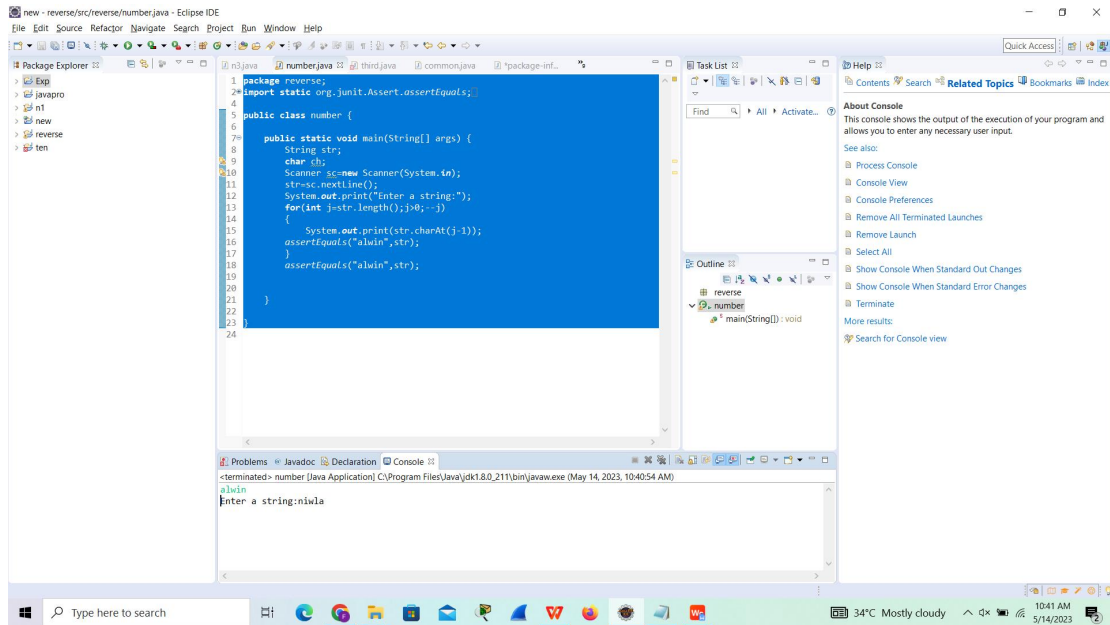 new - reverse/src/reverse/number.java - Eclipse IDE
File Edit Source Refactor Navigate Search Project Run Window Help
Quick Access
Package Explorer
Exp
javapro
n1
new
reverse
ten
n3.java number.java third.java common.java *package-inf...
1 package reverse;
2 import static org.junit.Assert.assertEquals;
4
5 public class number {
6
7 public static void main(String[] args) {
8 String str;
9 char ch;
10 Scanner sc=new Scanner(System.in);
11 str=sc.nextLine();
12 System.out.print("Enter a string:");
13 for(int j=str.length();j>0;--j)
14 {
15 System.out.print(str.charAt(j-1));
16 assertEquals("alwin",str);
17 }
18 assertEquals("alwin",str);
19
20
21 }
22
23 }
24
Task List
Find All Activate...
Outline
reverse
number
main(String[]) : void
Help
Contents Search Related Topics Bookmarks Index
About Console
This console shows the output of the execution of your program and
allows you to enter any necessary user input.
See also:
Process Console
Console View
Console Preferences
Remove All Terminated Launches
Remove Launch
Select All
Show Console When Standard Out Changes
Show Console When Standard Error Changes
Terminate
More results:
Search for Console view
Problems Javadoc Declaration Console
<terminated> number [Java Application] C:\Program Files\Java\jdk1.8.0_211\bin\javaw.exe (May 14, 2023, 10:40:54 AM)
alwin
Enter a string:niwla
Type here to search
34°C Mostly cloudy
10:41 AM
5/14/2023